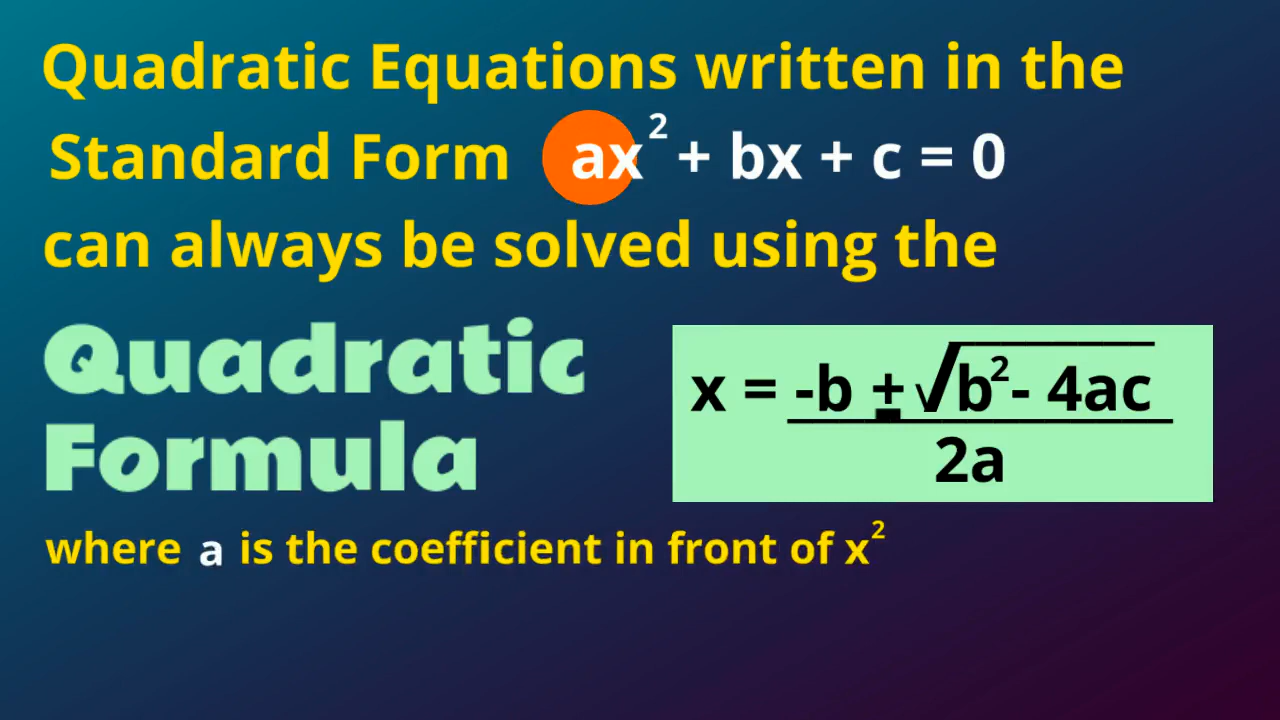 Quadratic Equations written in the
Standard Form ax² + bx + c = 0
can always be solved using the
Quadratic
Formula
x = -b ± √b² - 4ac
2a
where a is the coefficient in front of x²